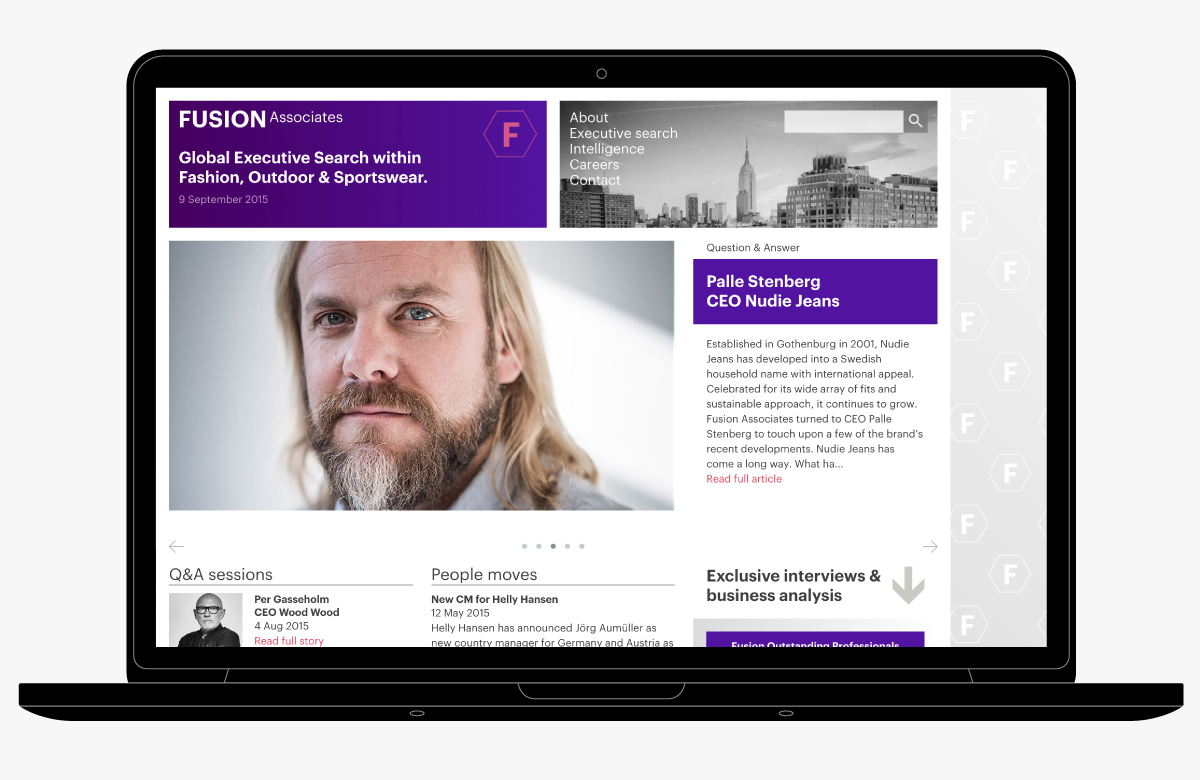 FUSION Associates
F
Global Executive Search within
Fashion, Outdoor & Sportswear.
9 September 2015
About
Executive search
Intelligence
Careers
Contact
Question & Answer
Palle Stenberg
CEO Nudie Jeans
Established in Gothenburg in 2001, Nudie
Jeans has developed into a Swedish
household name with international appeal.
Celebrated for its wide array of fits and
sustainable approach, it continues to grow.
Fusion Associates turned to CEO Palle
Stenberg to touch upon a few of the brand's
recent developments. Nudie Jeans has
come a long way. What ha...
Read full article
Q&A sessions
Per Gasseholm
CEO Wood Wood
4 Aug 2015
Read full story
People moves
New CM for Helly Hansen
12 May 2015
Helly Hansen has announced Jörg Aumüller as
new country manager for Germany and Austria as
Exclusive interviews &
business analysis
Fusion Outstanding Professionals
F
F
F
F
F
F
F
F
F
F
F